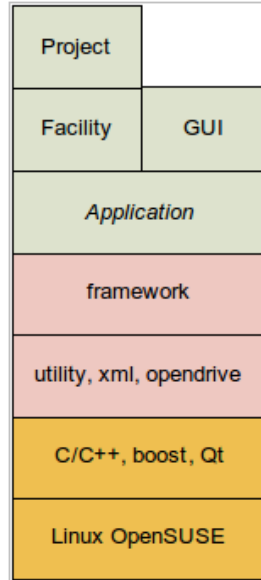 Project
Facility
GUI
Application
framework
utility, xml, opendrive
C/C++, boost, Qt
Linux OpenSUSE